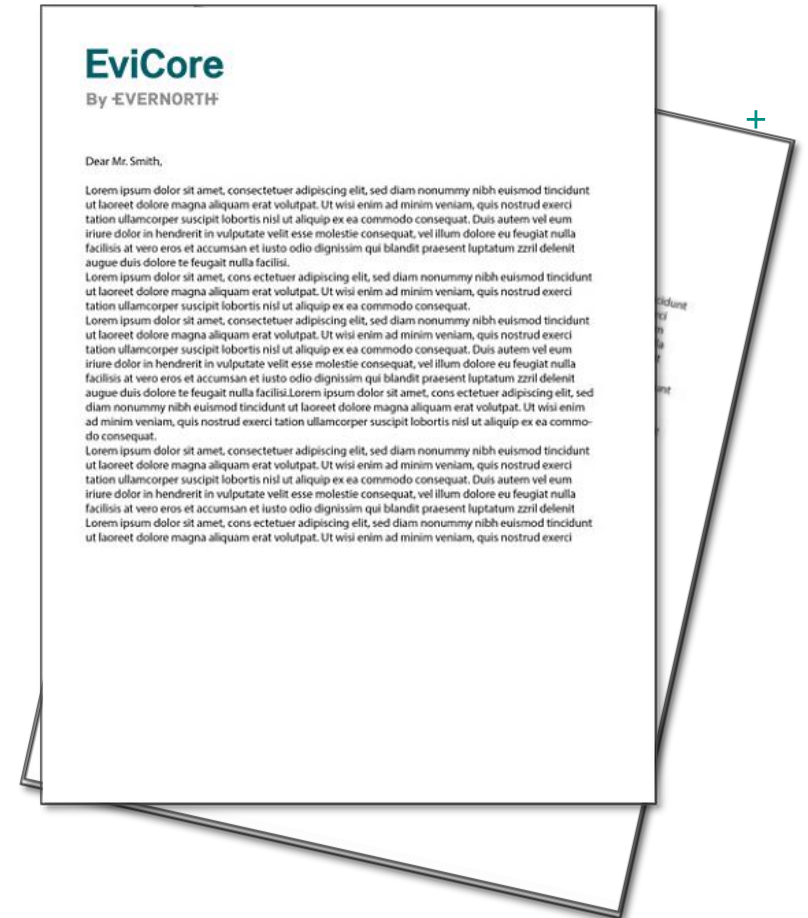 EviCore
By EVERNORTH
Dear Mr. Smith,
Lorem ipsum dolor sit amet, consectetuer adipiscing elit, sed diam nonummy nibh euismod tincidunt
ut laoreet dolore magna aliquam erat volutpat. Ut wisi enim ad minim veniam, quis nostrud exerci
tation ullamcorper suscipit lobortis nisl ut aliquip ex ea commodo consequat. Duis autem vel eum
iriure dolor in hendrerit in vulputate velit esse molestie consequat, vel illum dolore eu feugiat nulla
facilisis at vero eros et accumsan et iusto odio dignissim qui blandit praesent luptatum zzril delenit
augue duis dolore te feugait nulla facilisi.
Lorem ipsum dolor sit amet, cons ectetuer adipiscing elit, sed diam nonummy nibh euismod tincidunt
ut laoreet dolore magna aliquam erat volutpat. Ut wisi enim ad minim veniam, quis nostrud exerci
tation ullamcorper suscipit lobortis nisl ut aliquip ex ea commodo consequat.
Lorem ipsum dolor sit amet, consectetuer adipiscing elit, sed diam nonummy nibh euismod tincidunt
ut laoreet dolore magna aliquam erat volutpat. Ut wisi enim ad minim veniam, quis nostrud exerci
tation ullamcorper suscipit lobortis nisl ut aliquip ex ea commodo consequat. Duis autem vel eum
iriure dolor in hendrerit in vulputate velit esse molestie consequat, vel illum dolore eu feugiat nulla
facilisis at vero eros et accumsan et iusto odio dignissim qui blandit praesent luptatum zzril delenit
augue duis dolore te feugait nulla facilisi.Lorem ipsum dolor sit amet, cons ectetuer adipiscing elit, sed
diam nonummy nibh euismod tincidunt ut laoreet dolore magna aliquam erat volutpat. Ut wisi enim
ad minim veniam, quis nostrud exerci tation ullamcorper suscipit lobortis nisl ut aliquip ex ea commo-
do consequat.
Lorem ipsum dolor sit amet, consectetuer adipiscing elit, sed diam nonummy nibh euismod tincidunt
ut laoreet dolore magna aliquam erat volutpat. Ut wisi enim ad minim veniam, quis nostrud exerci
tation ullamcorper suscipit lobortis nisl ut aliquip ex ea commodo consequat. Duis autem vel eum
iriure dolor in hendrerit in vulputate velit esse molestie consequat, vel illum dolore eu feugiat nulla
facilisis at vero eros et accumsan et iusto odio dignissim qui blandit praesent luptatum zzril delenit
Lorem ipsum dolor sit amet, cons ectetuer adipiscing elit, sed diam nonummy nibh euismod tincidunt
ut laoreet dolore magna aliquam erat volutpat. Ut wisi enim ad minim veniam, quis nostrud exerci